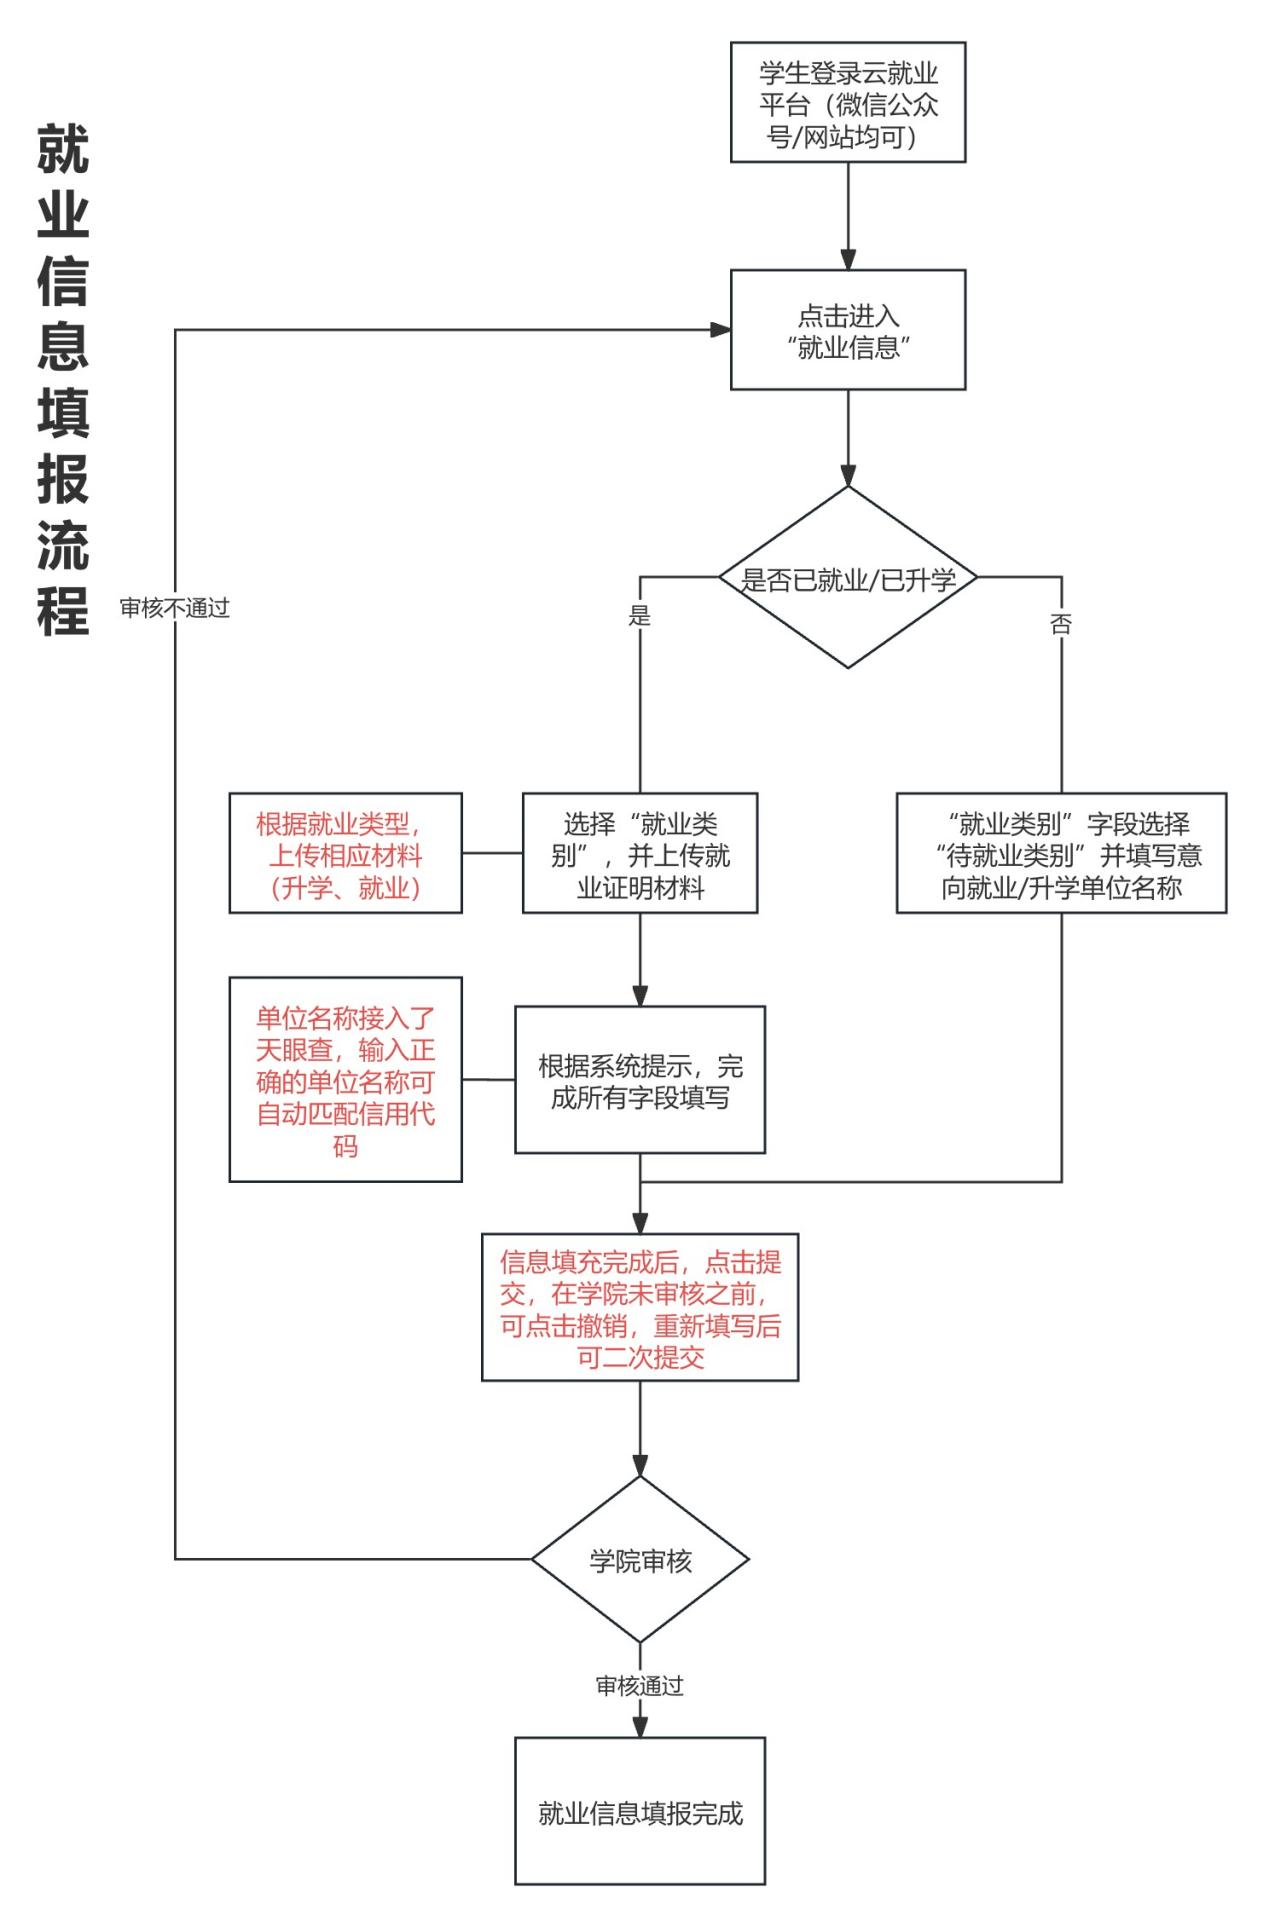 就业信息填报流程
学生登录云就业
平台（微信公众
号/网站均可）
点击进入
“就业信息”
是否已就业/已升学
是
否
审核不通过
根据就业类型，
上传相应材料
（升学、就业）
选择“就业类
别”，并上传就
业证明材料
“就业类别”字段选择
“待就业类别”并填写意
向就业/升学单位名称
单位名称接入了
天眼查，输入正
确的单位名称可
自动匹配信用代
码
根据系统提示，完
成所有字段填写
信息填充完成后，点击提
交，在学院未审核之前，
可点击撤销，重新填写后
可二次提交
学院审核
审核通过
就业信息填报完成